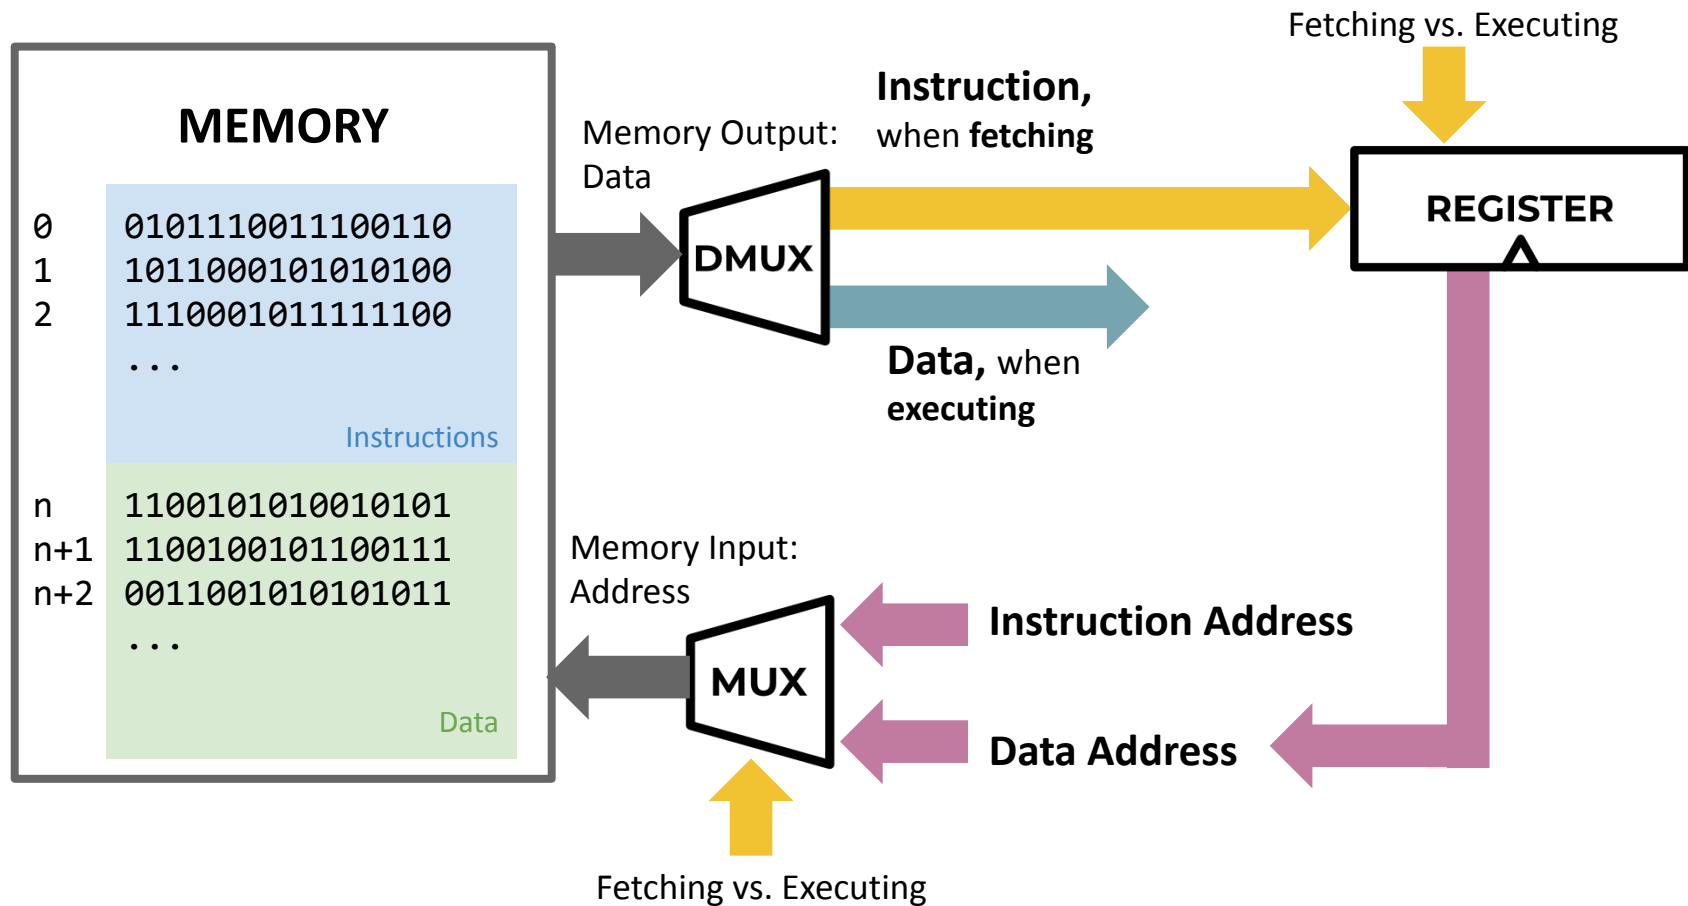 Fetching vs. Executing
MEMORY
Memory Output:
Data
Instruction,
when fetching
DMUX
REGISTER
0 0101110011100110
1 1011000101010100
2 1110001011111100
...
Instructions
Data, when
executing
n 1100101010010101
n+1 1100100101100111
n+2 0011001010101011
...
Data
Memory Input:
Address
MUX
Instruction Address
Data Address
Fetching vs. Executing